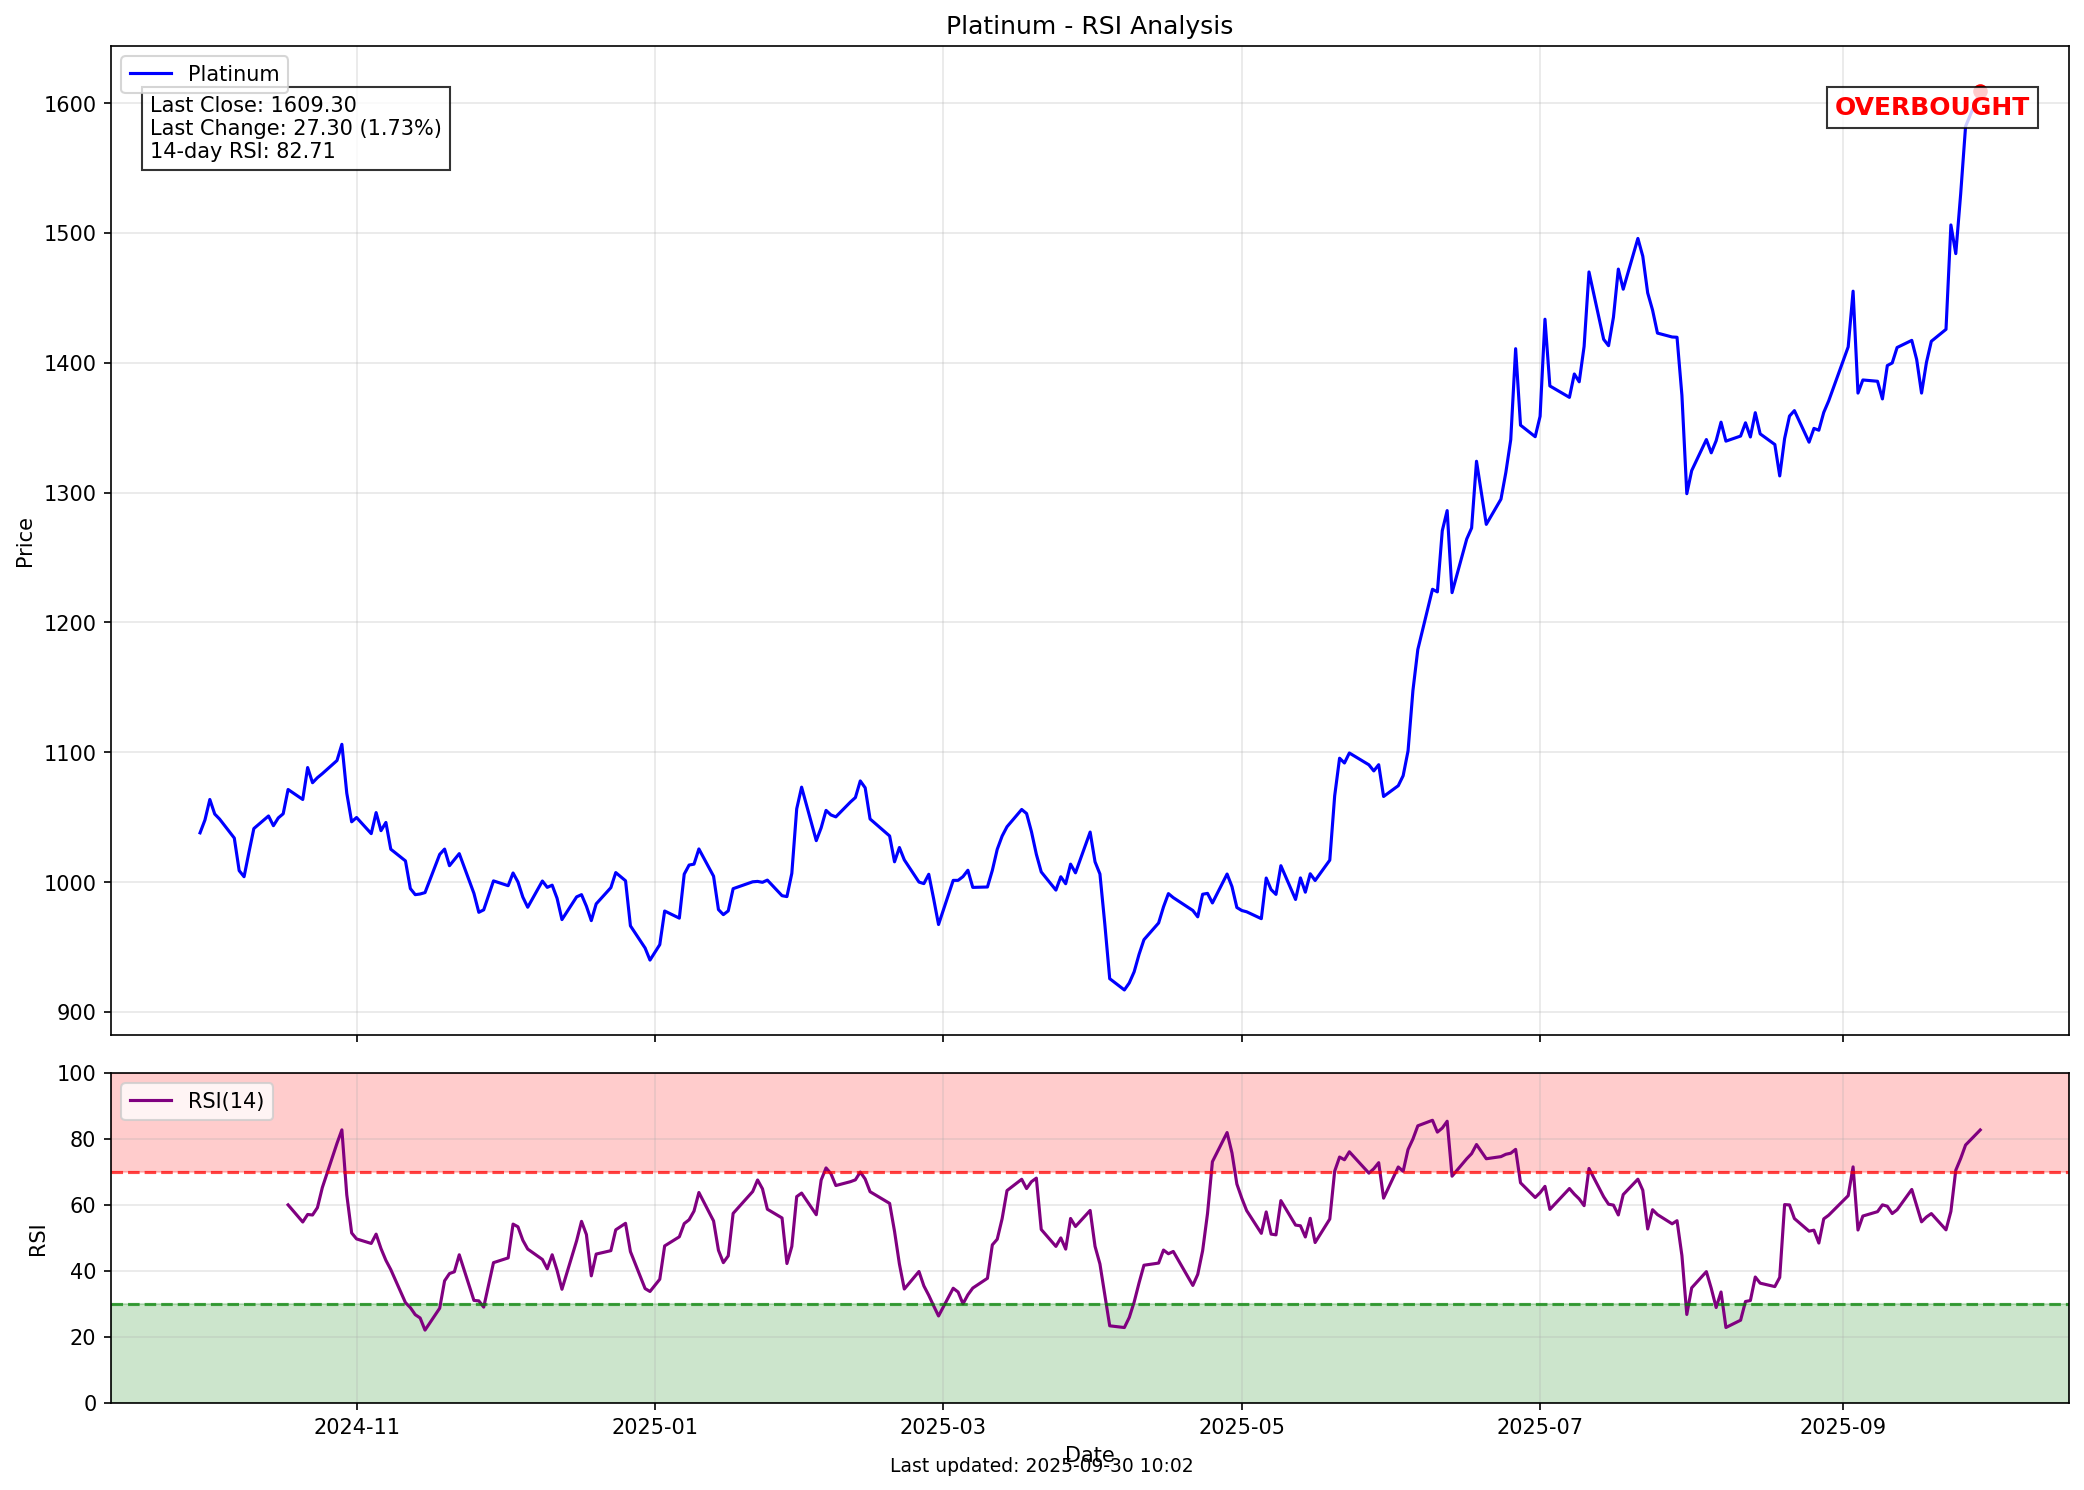 Platinum - RSI Analysis
Platinum
Last Close: 1609.30
Last Change: 27.30 (1.73%)
14-day RSI: 82.71
OVERBOUGHT
1600
1500
1400
1300
1200
1100
1000
900
Price
RSI(14)
100
80
60
40
20
0
RSI
2024-11
2025-01
2025-03
2025-05
2025-07
2025-09
Date
Last updated: 2025-09-30 10:02